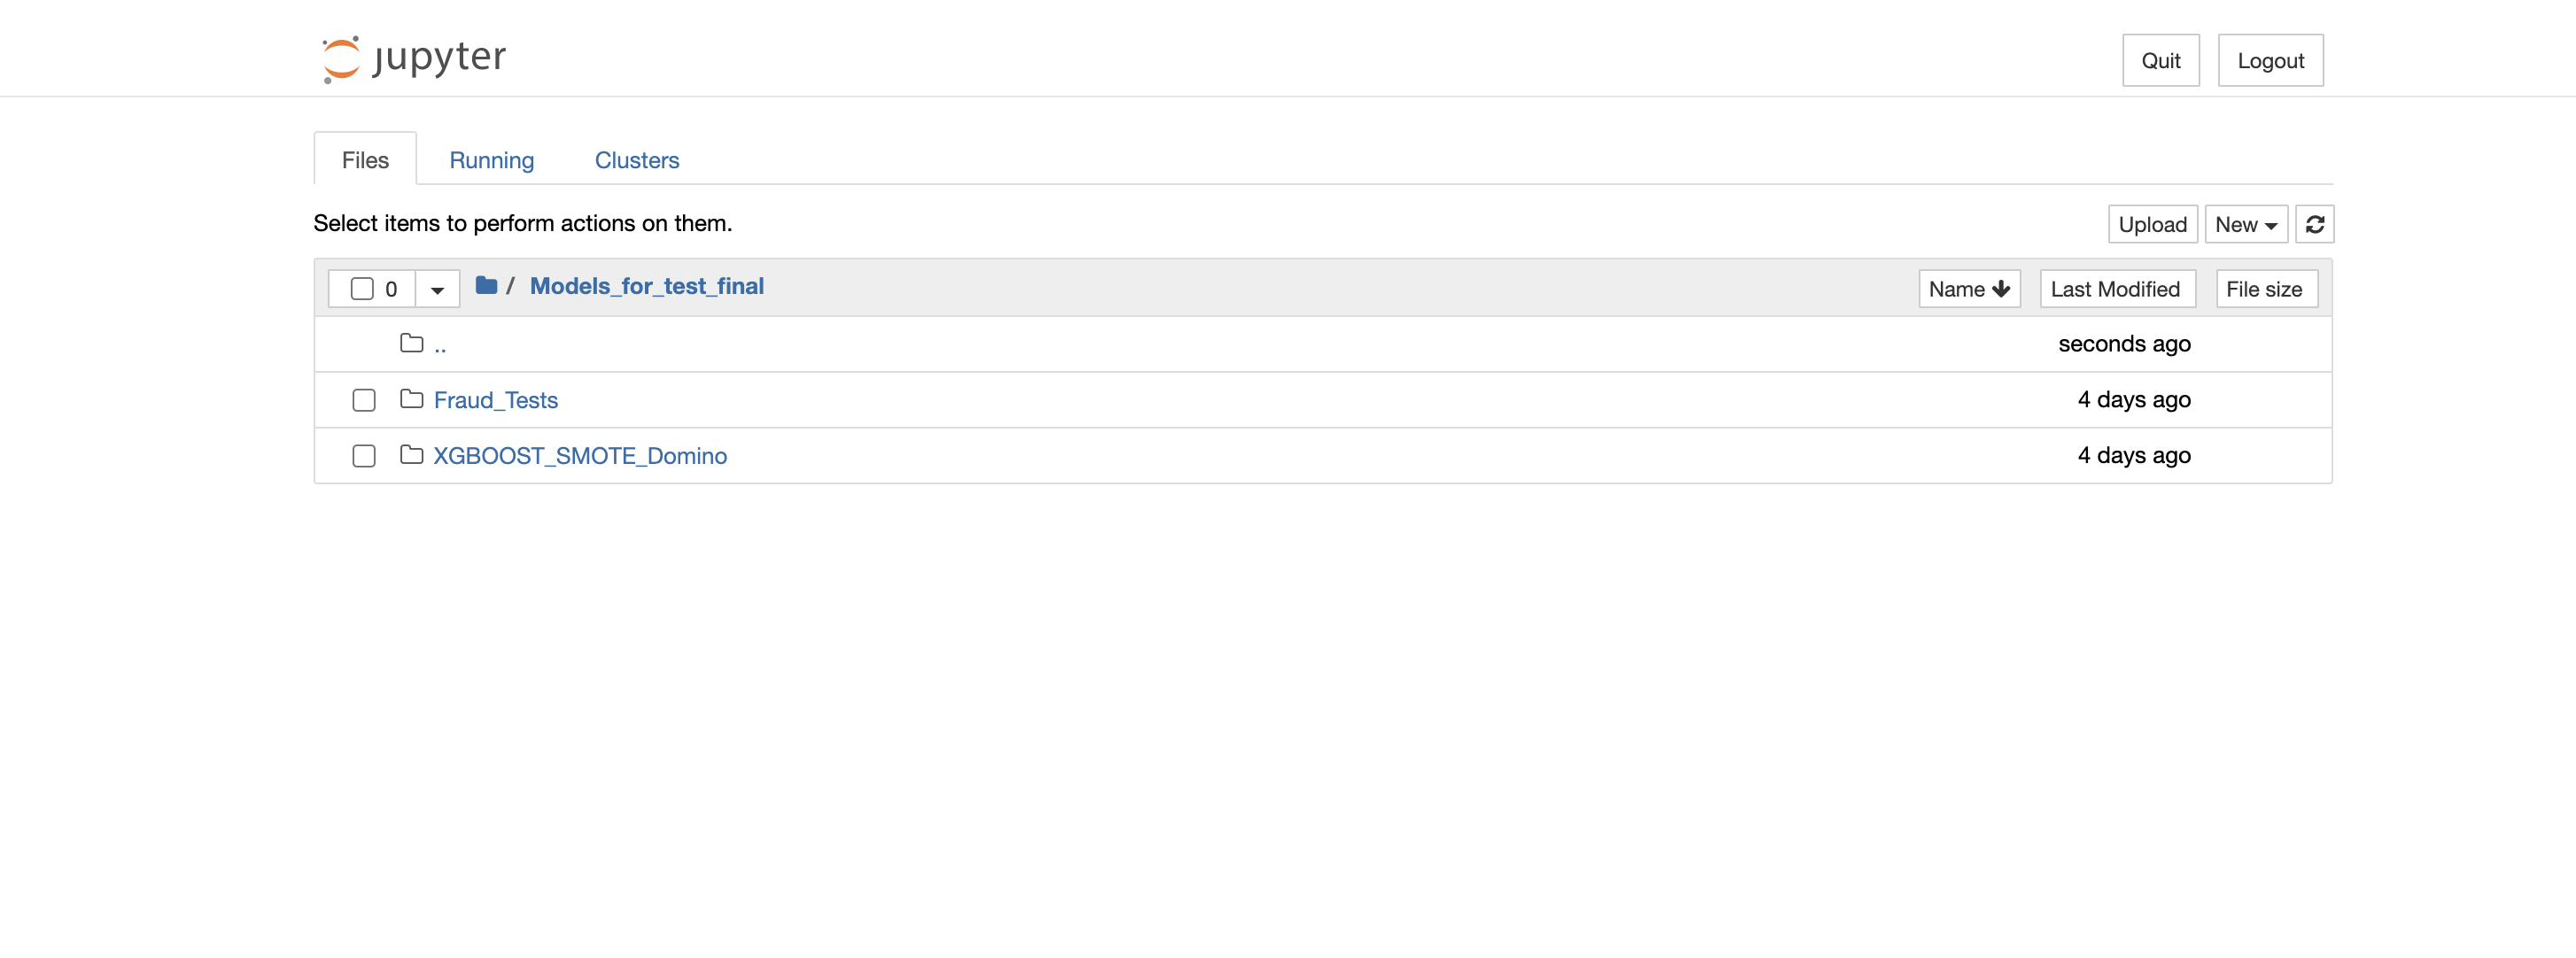 jupyter
Quit Logout
Files Running Clusters
Select items to perform actions on them.
Upload New
0 / Models_for_test_final Name Last Modified File size
.. seconds ago
Fraud_Tests 4 days ago
XGBOOST_SMOTE_Domino 4 days ago